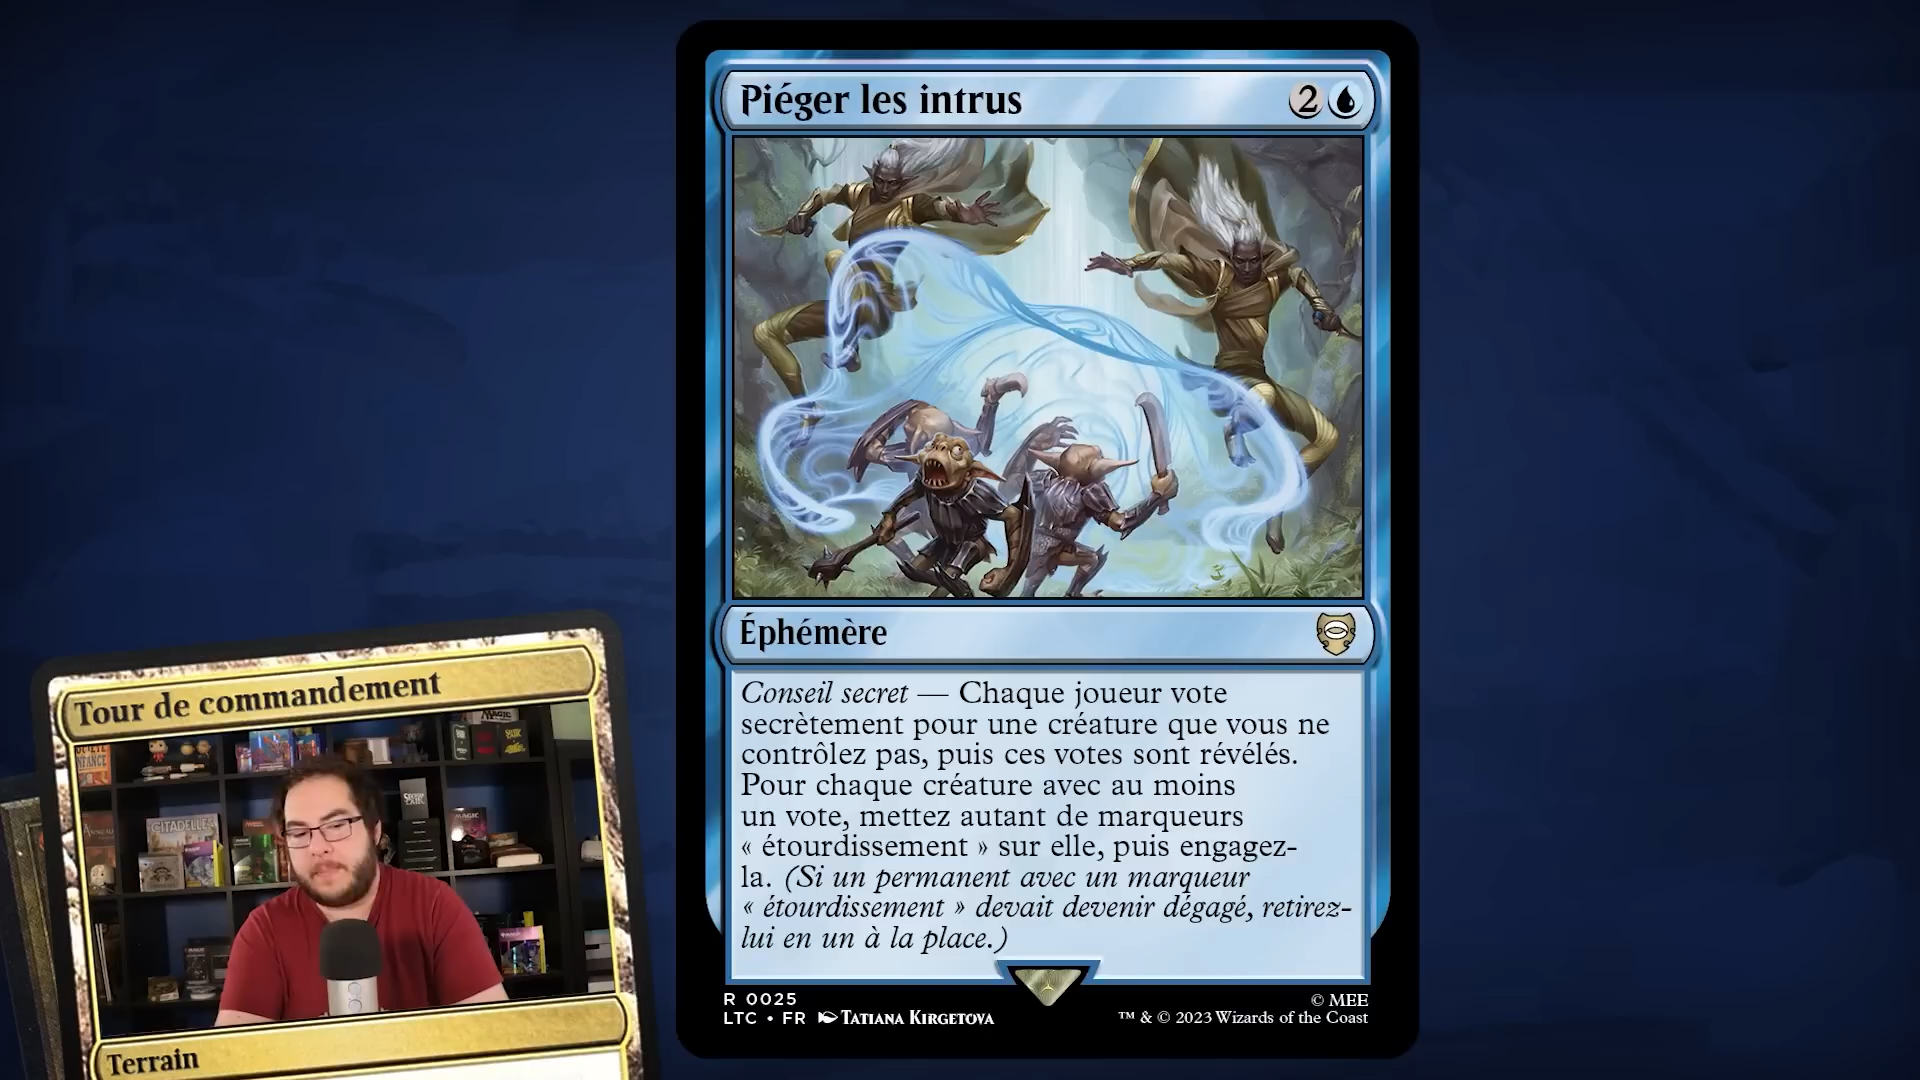 Piéger les intrus
2
Éphémère
Conseil secret — Chaque joueur vote
secrètement pour une créature que vous ne
contrôlez pas, puis ces votes sont révélés.
Pour chaque créature avec au moins
un vote, mettez autant de marqueurs
« étourdissement » sur elle, puis engagez-
la. (Si un permanent avec un marqueur
« étourdissement » devait devenir dégagé, retirez-
lui en un à la place.)
R 0025
LTC • FR TATIANA KIRGETOVA
© MEE
™ & © 2023 Wizards of the Coast
Tour de commandement
CITADELLES
MAGIC
Terrain